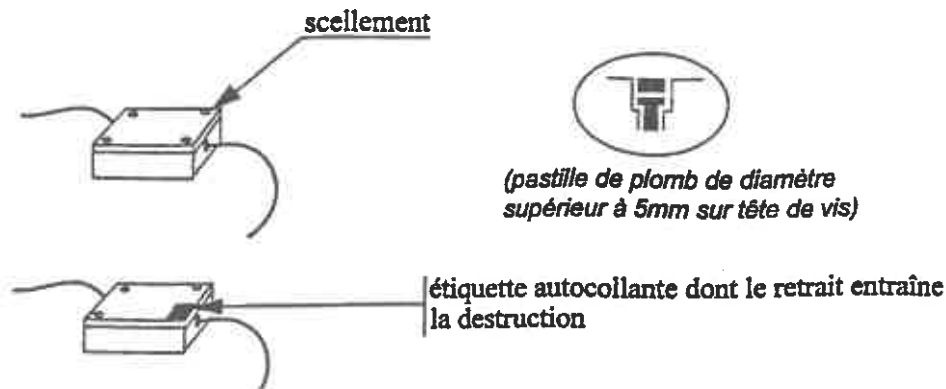 scellement
(pastille de plomb de diamètre
supérieur à 5mm sur tête de vis)
étiquette autocollante dont le retrait entraîne
la destruction